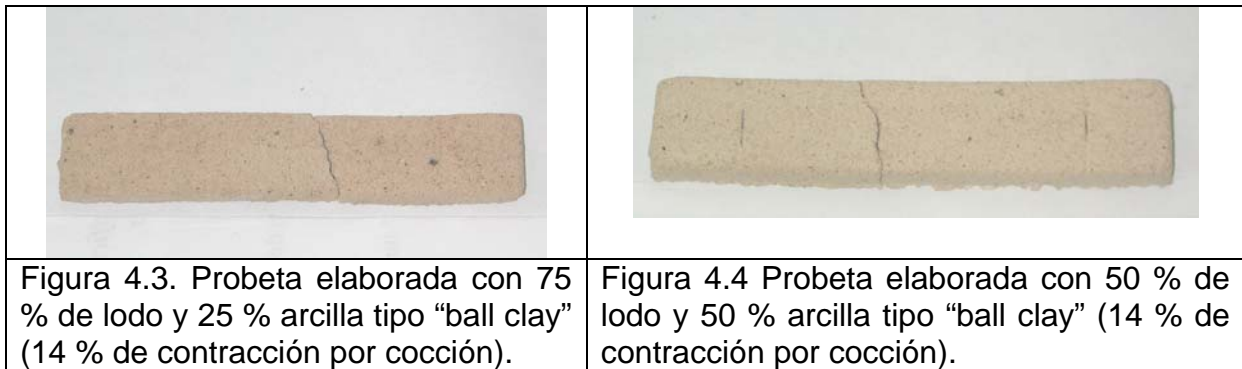 Figura 4.3. Probeta elaborada con 75
% de lodo y 25 % arcilla tipo “ball clay”
(14 % de contracción por cocción).
Figura 4.4 Probeta elaborada con 50 % de
lodo y 50 % arcilla tipo “ball clay” (14 % de
contracción por cocción).